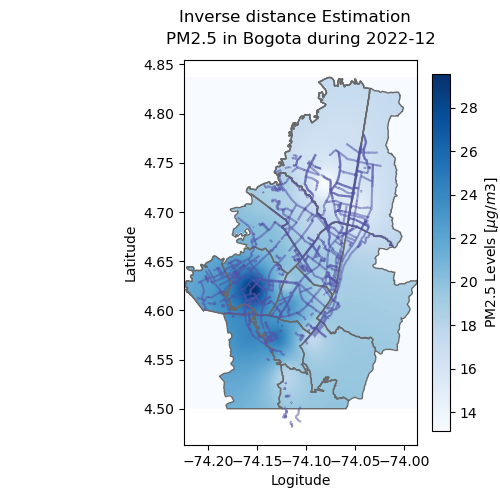 Inverse distance Estimation
PM2.5 in Bogota during 2022-12
4.85
4.80
4.75
4.70
4.65
4.60
4.55
4.50
Latitude
−74.20 −74.15 −74.10 −74.05 −74.00
Logitude
28
26
24
22
20
18
16
14
PM2.5 Levels [μg/m3]